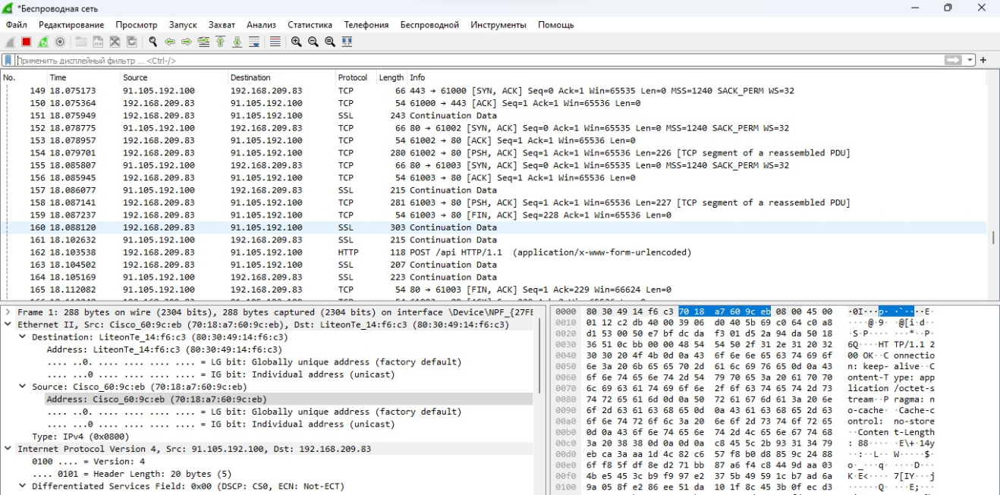 *Беспроводная сеть
Файл Редактирование Просмотр Запуск Захват Анализ Статистика Телефония Беспроводной Инструменты Помощь
Применить дисплейный фильтр ... <Ctrl-/>
No. Time Source Destination Protocol Length Info
149 18.075173 91.105.192.100 192.168.209.83 TCP 66 443 → 61000 [SYN, ACK] Seq=0 Ack=1 Win=65535 Len=0 MSS=1240 SACK_PERM WS=32
150 18.075364 192.168.209.83 91.105.192.100 TCP 54 61000 → 443 [ACK] Seq=1 Ack=1 Win=65536 Len=0
151 18.075949 192.168.209.83 91.105.192.100 SSL 243 Continuation Data
152 18.078775 91.105.192.100 192.168.209.83 TCP 66 80 → 61002 [SYN, ACK] Seq=0 Ack=1 Win=65535 Len=0 MSS=1240 SACK_PERM WS=32
153 18.078957 192.168.209.83 91.105.192.100 TCP 54 61002 → 80 [ACK] Seq=1 Ack=1 Win=65536 Len=0
154 18.079701 192.168.209.83 91.105.192.100 TCP 280 61002 → 80 [PSH, ACK] Seq=1 Ack=1 Win=65536 Len=226 [TCP segment of a reassembled PDU]
155 18.085807 91.105.192.100 192.168.209.83 TCP 66 80 → 61003 [SYN, ACK] Seq=0 Ack=1 Win=65535 Len=0 MSS=1240 SACK_PERM WS=32
156 18.085945 192.168.209.83 91.105.192.100 TCP 54 61003 → 80 [ACK] Seq=1 Ack=1 Win=65536 Len=0
157 18.086077 91.105.192.100 192.168.209.83 SSL 215 Continuation Data
158 18.087141 192.168.209.83 91.105.192.100 TCP 281 61003 → 80 [PSH, ACK] Seq=1 Ack=1 Win=65536 Len=227 [TCP segment of a reassembled PDU]
159 18.087237 192.168.209.83 91.105.192.100 TCP 54 61003 → 80 [FIN, ACK] Seq=228 Ack=1 Win=65536 Len=0
160 18.088120 192.168.209.83 91.105.192.100 SSL 303 Continuation Data
161 18.102632 91.105.192.100 192.168.209.83 SSL 215 Continuation Data
162 18.103538 192.168.209.83 91.105.192.100 HTTP 118 POST /api HTTP/1.1 (application/x-www-form-urlencoded)
163 18.104502 192.168.209.83 91.105.192.100 SSL 207 Continuation Data
164 18.105169 91.105.192.100 192.168.209.83 SSL 223 Continuation Data
165 18.112082 91.105.192.100 192.168.209.83 TCP 54 80 → 61003 [FIN, ACK] Seq=1 Ack=229 Win=66624 Len=0
Frame 1: 288 bytes on wire (2304 bits), 288 bytes captured (2304 bits) on interface \Device\NPF_{27FE
Ethernet II, Src: Cisco_60:9c:eb (70:18:a7:60:9c:eb), Dst: LiteonTe_14:f6:c3 (80:30:49:14:f6:c3)
Destination: LiteonTe_14:f6:c3 (80:30:49:14:f6:c3)
Address: LiteonTe_14:f6:c3 (80:30:49:14:f6:c3)
.... ..0. .... .... .... .... = LG bit: Globally unique address (factory default)
.... ...0 .... .... .... .... = IG bit: Individual address (unicast)
Source: Cisco_60:9c:eb (70:18:a7:60:9c:eb)
Address: Cisco_60:9c:eb (70:18:a7:60:9c:eb)
.... ..0. .... .... .... .... = LG bit: Globally unique address (factory default)
.... ...0 .... .... .... .... = IG bit: Individual address (unicast)
Type: IPv4 (0x0800)
Internet Protocol Version 4, Src: 91.105.192.100, Dst: 192.168.209.83
0100 .... = Version: 4
.... 0101 = Header Length: 20 bytes (5)
Differentiated Services Field: 0x00 (DSCP: CS0, ECN: Not-ECT)
0000 80 30 49 14 f6 c3 70 18 a7 60 9c eb 08 00 45 00 ·0I···p· ·`····E·
0010 01 12 c2 db 40 00 39 06 d0 40 5b 69 c0 64 c0 a8 ····@·9· ·@[i·d··
0020 d1 53 00 50 e7 bf dc da f3 01 d5 2a 94 da 50 18 ·S·P···· ···*··P·
0030 36 51 0c bb 00 00 48 54 54 50 2f 31 2e 31 20 32 6Q····HT TP/1.1 2
0040 30 30 20 4f 4b 0d 0a 43 6f 6e 6e 65 63 74 69 6f 00 OK··C onnectio
0050 6e 3a 20 6b 65 65 70 2d 61 6c 69 76 65 0d 0a 43 n: keep- alive··C
0060 6f 6e 74 65 6e 74 2d 54 79 70 65 3a 20 61 70 70 ontent-T ype: app
0070 6c 69 63 61 74 69 6f 6e 2f 6f 63 74 65 74 2d 73 lication /octet-s
0080 74 72 65 61 6d 0d 0a 50 72 61 67 6d 61 3a 20 6e tream··P ragma: n
0090 6f 2d 63 61 63 68 65 0d 0a 43 61 63 68 65 2d 63 o-cache· ·Cache-c
00a0 6f 6e 74 72 6f 6c 3a 20 6e 6f 2d 73 74 6f 72 65 ontrol: no-store
00b0 0d 0a 43 6f 6e 74 65 6e 74 2d 4c 65 6e 67 74 68 ··Conten t-Length
00c0 3a 20 38 38 0d 0a 0d 0a c8 45 5c 2b 93 31 34 79 : 88···· ·E\+·14y
00d0 eb ca 3a aa 1d 4c 82 c6 57 f8 b0 d8 85 9c 24 88 ··:··L·· W·····$·
00e0 6f f8 5f df 8e d2 71 bb 87 a6 f4 c8 44 9d aa 03 o·_···q· ····D···
00f0 4b e5 45 3c b9 f9 97 e2 37 5b 49 59 1c b7 ad 6a K·E<···· 7[IY···j
0100 9a 05 8f e2 86 ee 51 da 10 1f 8c 45 3b 0f ec d3 ······Q· ···E;···